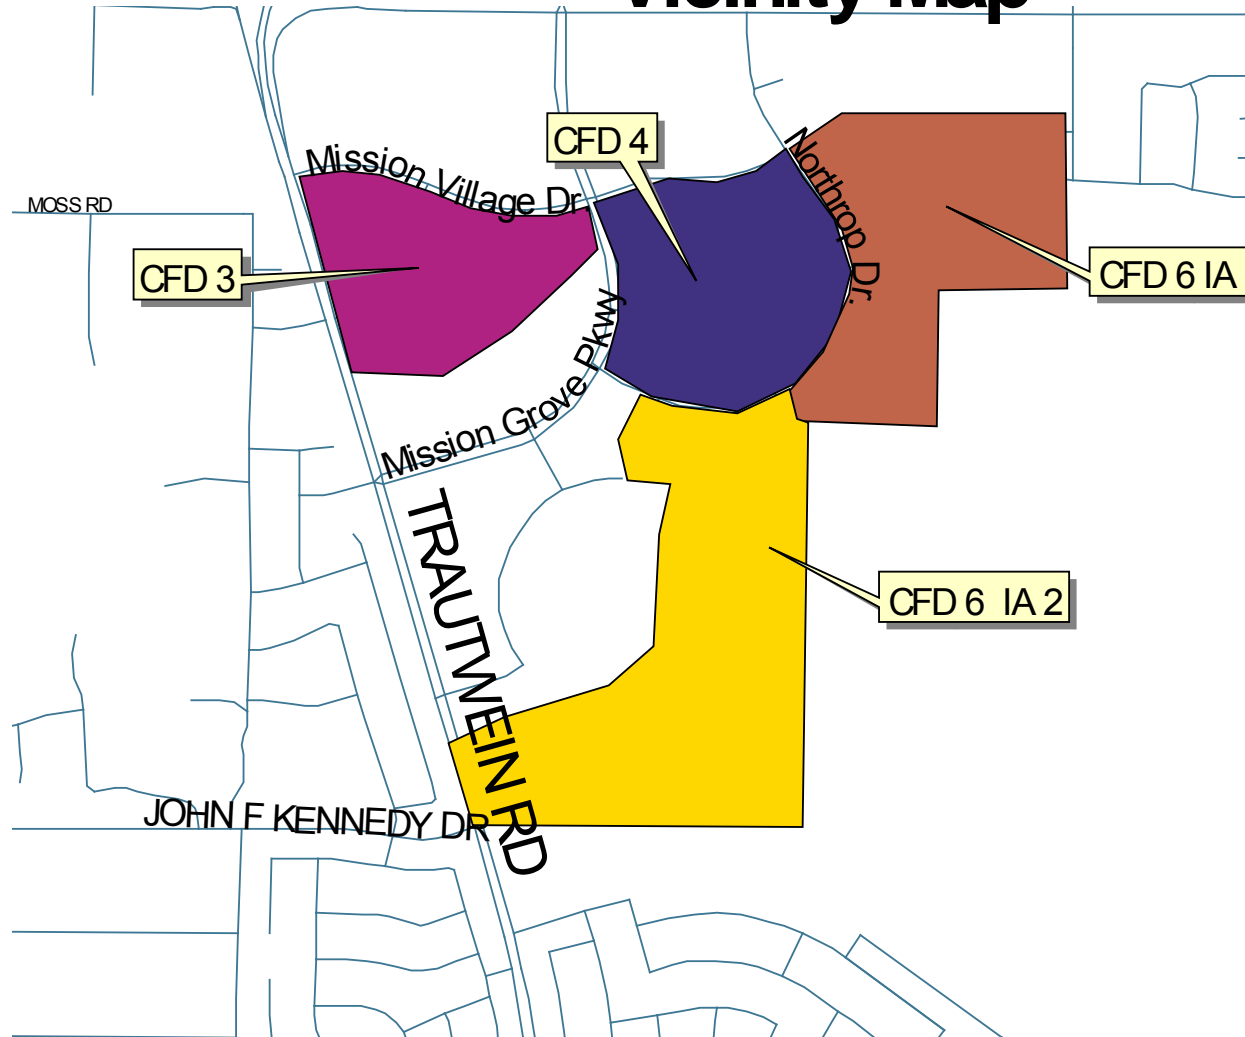 Vicinity Map
CFD 4
Mission Village Dr.
Northrop Dr.
MOSS RD
CFD 3
CFD 6 IA
Mission Grove Pkwy
TRAUTWEIN RD
CFD 6 IA 2
JOHN F KENNEDY DR